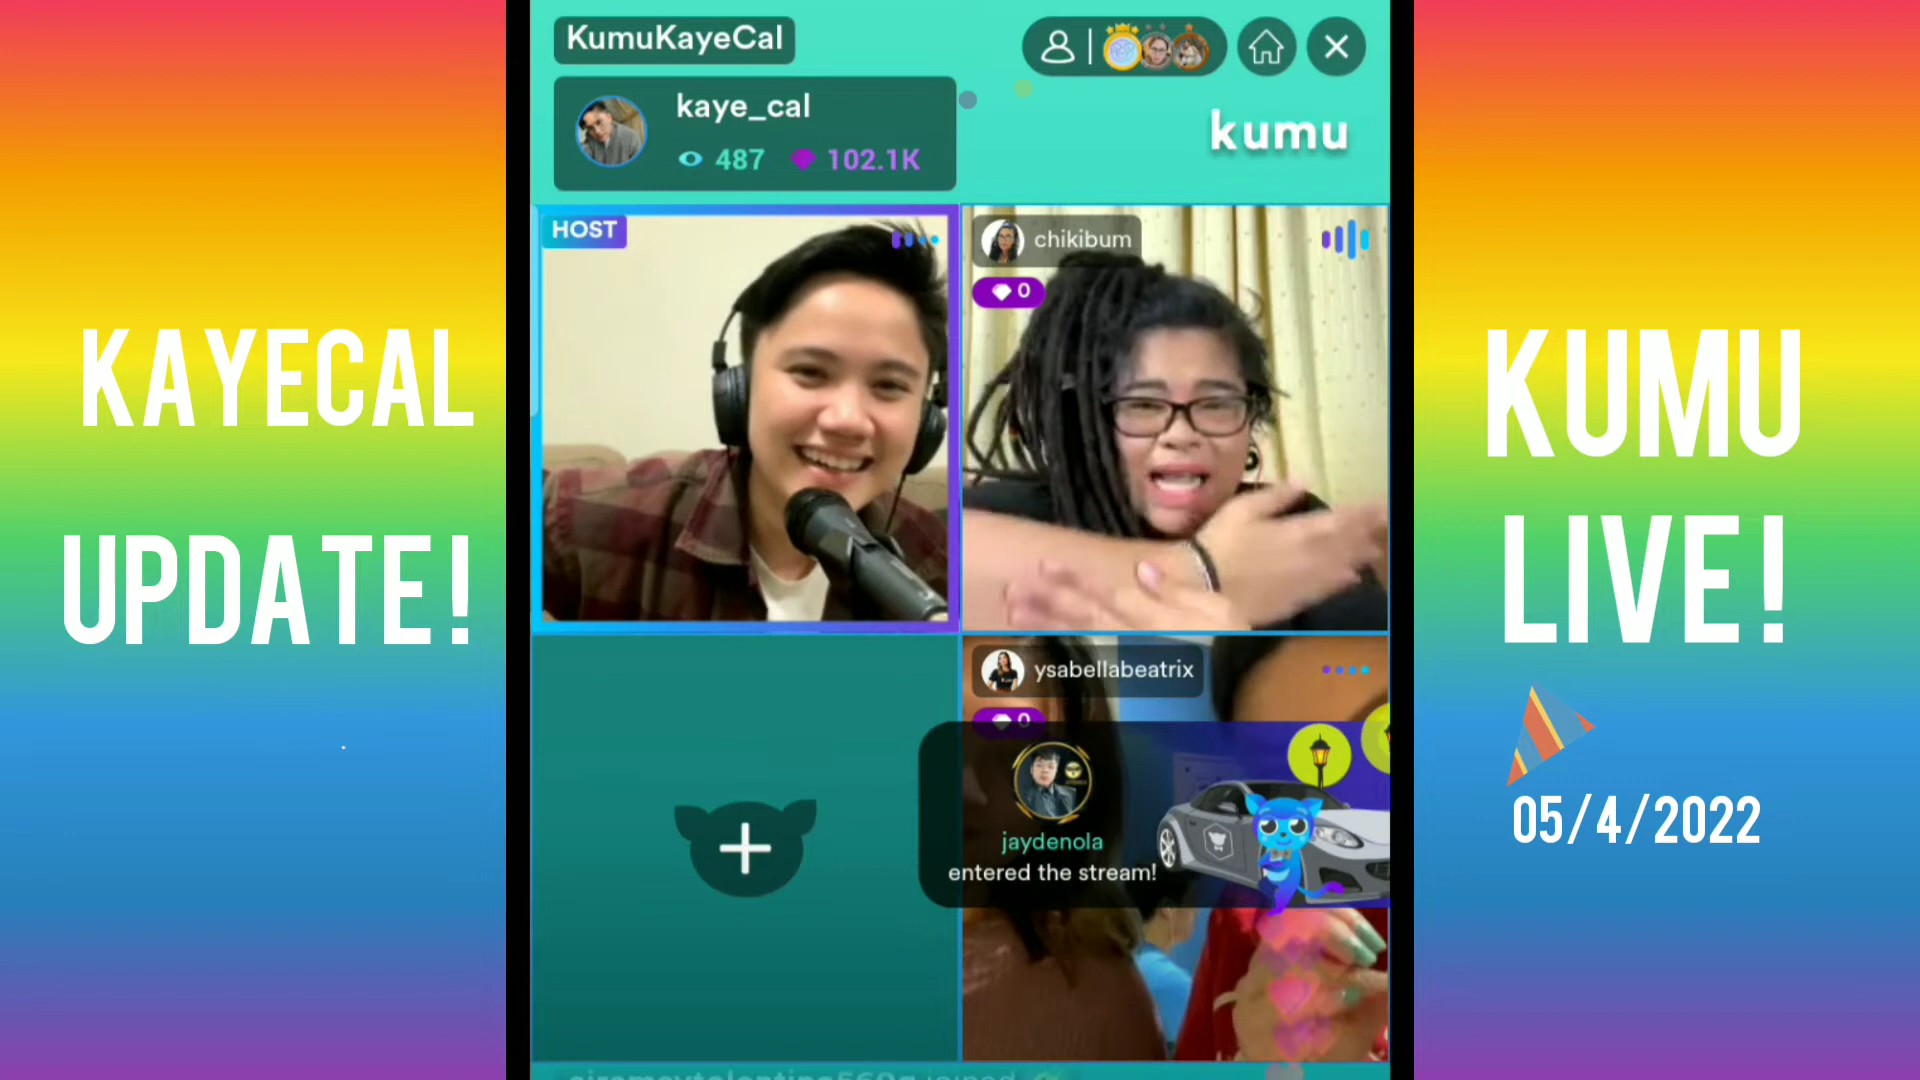 KumuKayeCal
kaye_cal
487 102.1K
kumu
HOST
chikibum
0
KAYECAL
UPDATE!
KUMU
LIVE!
05/4/2022
ysabellabeatrix
0
jaydenola
entered the stream!